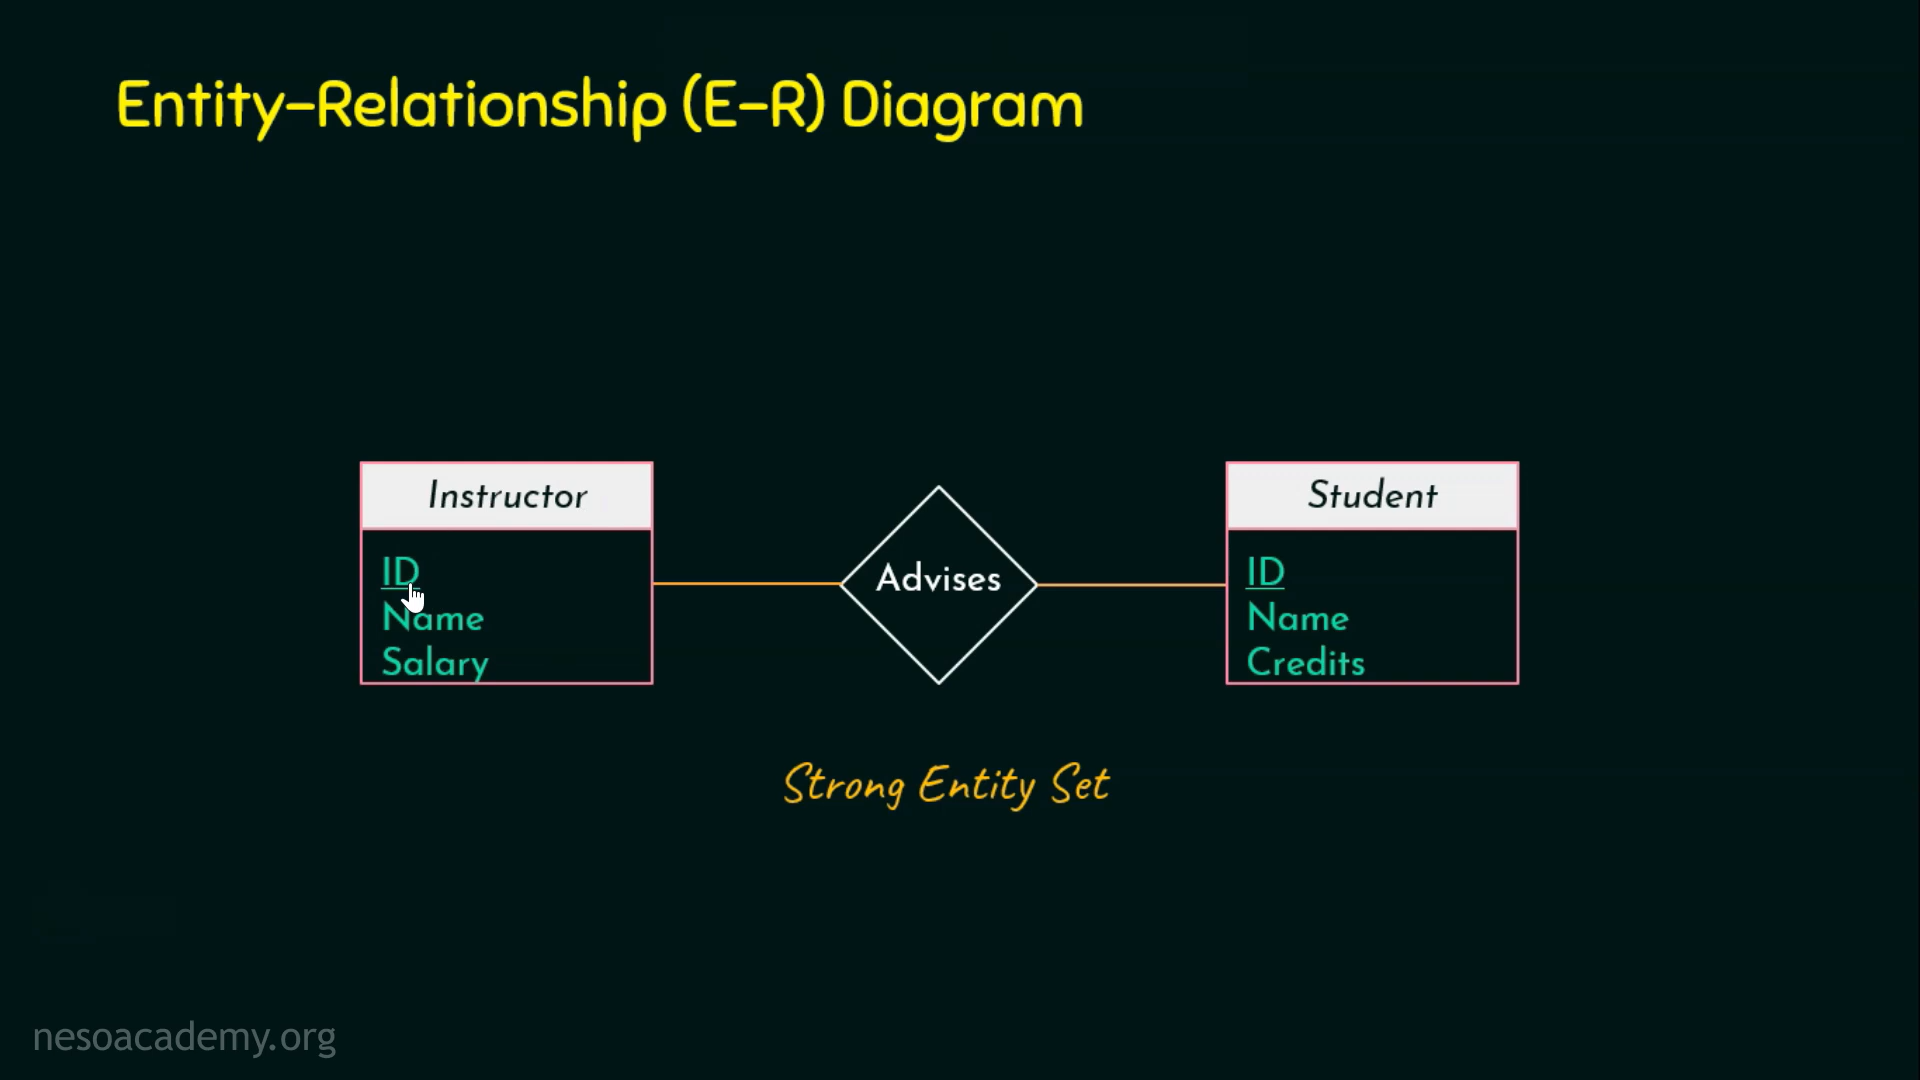 Entity-Relationship (E-R) Diagram
Instructor
ID
Name
Salary
Advises
Student
ID
Name
Credits
Strong Entity Set
nesoacademy.org